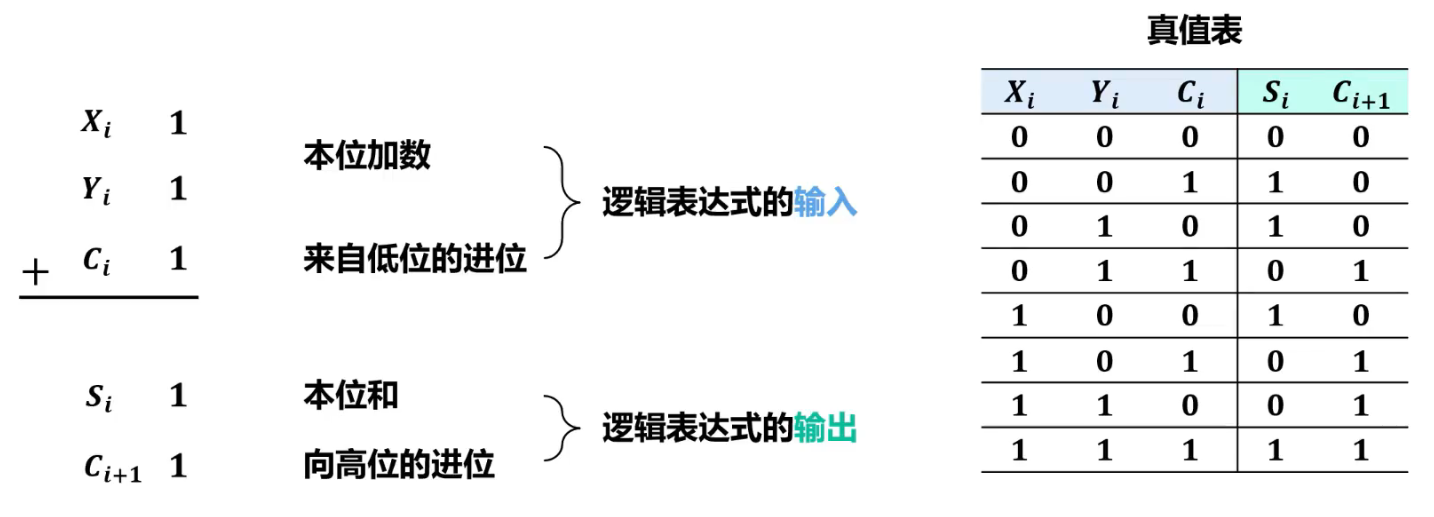 X_i 1
本位加数
Y_i 1
逻辑表达式的输入
+ C_i 1
来自低位的进位
S_i 1
本位和
逻辑表达式的输出
C_{i+1} 1
向高位的进位
真值表
X_i Y_i C_i S_i C_{i+1}
0 0 0 0 0
0 0 1 1 0
0 1 0 1 0
0 1 1 0 1
1 0 0 1 0
1 0 1 0 1
1 1 0 0 1
1 1 1 1 1